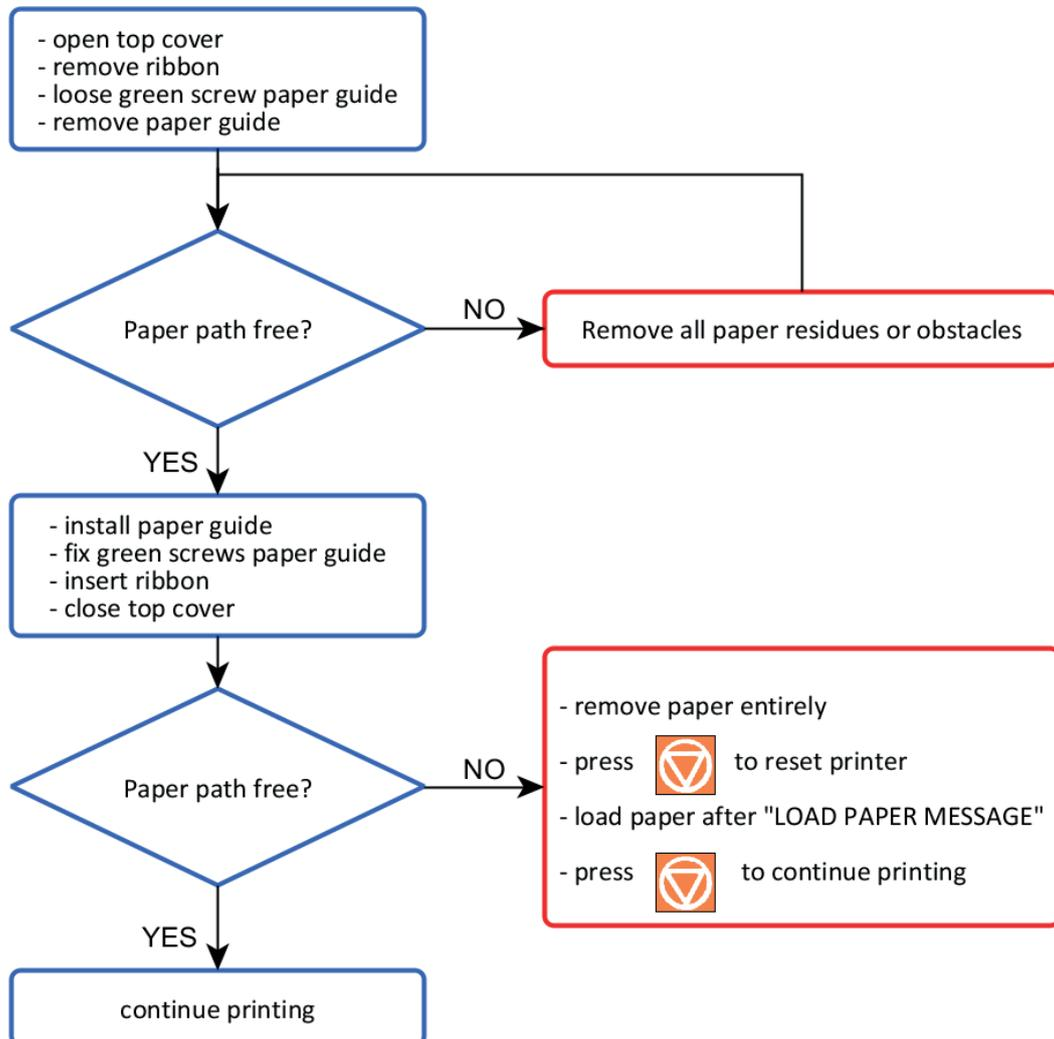 - open top cover
- remove ribbon
- loose green screw paper guide
- remove paper guide
Paper path free?
NO
Remove all paper residues or obstacles
YES
- install paper guide
- fix green screws paper guide
- insert ribbon
- close top cover
Paper path free?
NO
- remove paper entirely
- press to reset printer
- load paper after "LOAD PAPER MESSAGE"
- press to continue printing
YES
continue printing